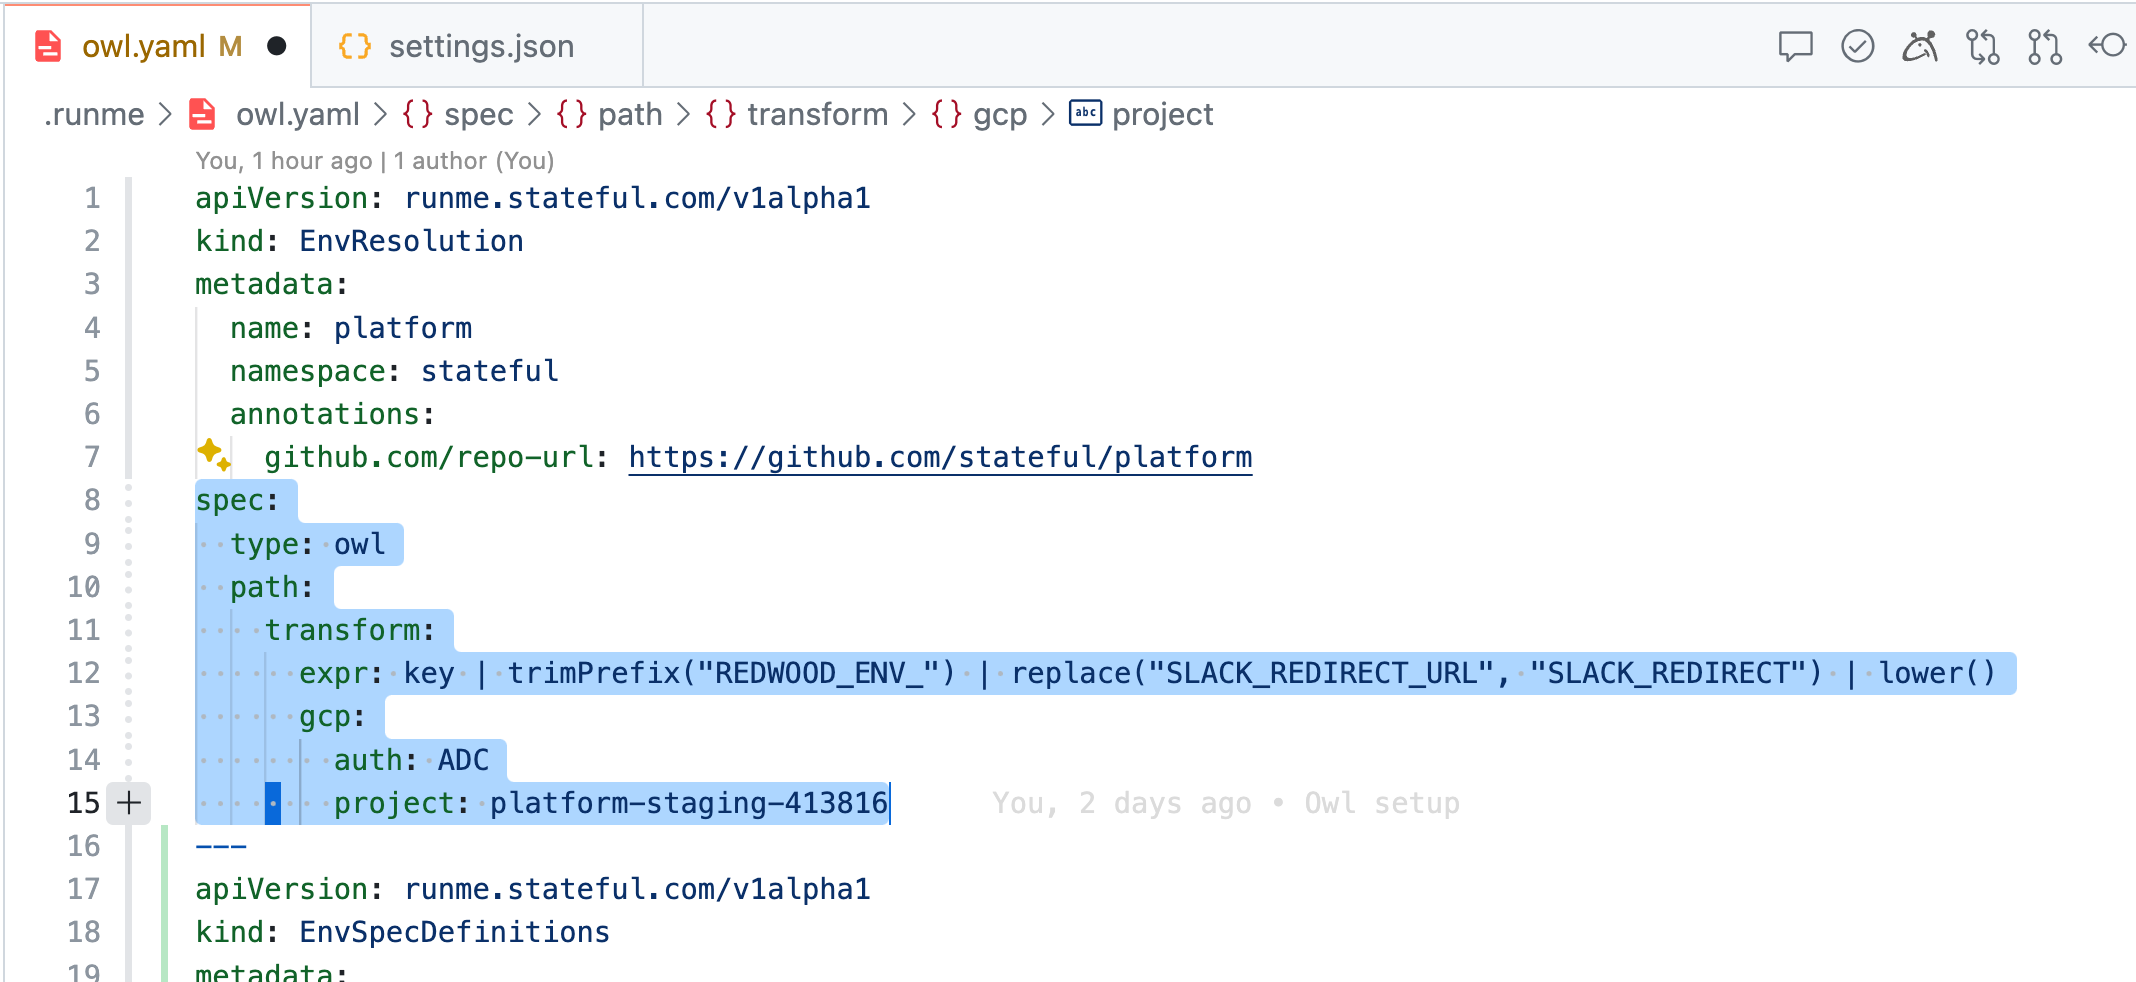 owl.yaml M ● settings.json
.runme > owl.yaml > {} spec > {} path > {} transform > {} gcp > abc project
You, 1 hour ago | 1 author (You)
1 apiVersion: runme.stateful.com/v1alpha1
2 kind: EnvResolution
3 metadata:
4   name: platform
5   namespace: stateful
6   annotations:
7     github.com/repo-url: https://github.com/stateful/platform
8 spec:
9   type: owl
10   path:
11     transform:
12       expr: key | trimPrefix("REDWOOD_ENV_") | replace("SLACK_REDIRECT_URL", "SLACK_REDIRECT") | lower()
13       gcp:
14         auth: ADC
15         project: platform-staging-413816 You, 2 days ago • Owl setup
16 ---
17 apiVersion: runme.stateful.com/v1alpha1
18 kind: EnvSpecDefinitions
19 metadata: